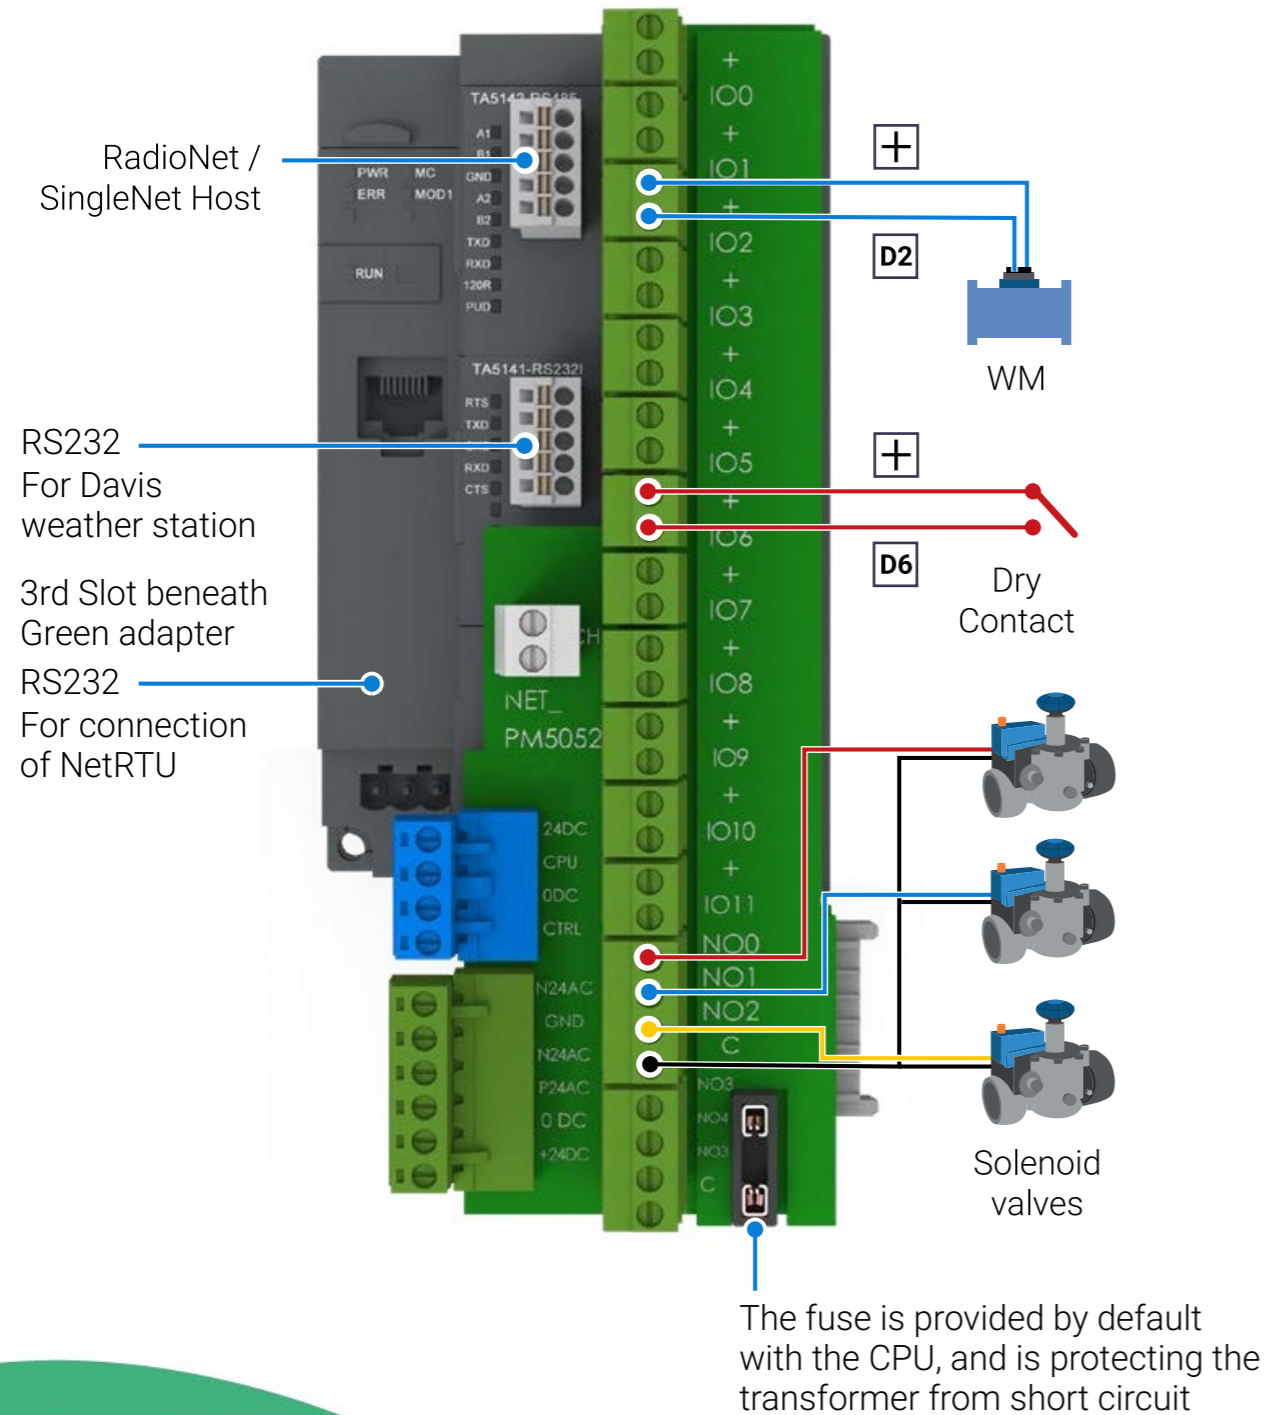 RadioNet /
SingleNet Host
RS232
For Davis
weather station
3rd Slot beneath
Green adapter
RS232
For connection
of NetRTU
PWR MC
ERR MOD1
RUN
TA5142-RS485
A1
B1
GND
A2
B2
TXD
RXD
120R
PUD
TA5141-RS232I
RTS
TXD
RXD
CTS
NET_
PM5052
24DC
CPU
0DC
CTRL
N24AC
GND
N24AC
P24AC
0 DC
+24DC
+
IO0
+
IO1
+
IO2
+
IO3
+
IO4
+
IO5
+
IO6
+
IO7
+
IO8
+
IO9
+
IO10
+
IO11
NO0
NO1
NO2
C
NO3
NO4
NO3
C
+
D2
WM
+
D6
Dry
Contact
Solenoid
valves
The fuse is provided by default
with the CPU, and is protecting the
transformer from short circuit